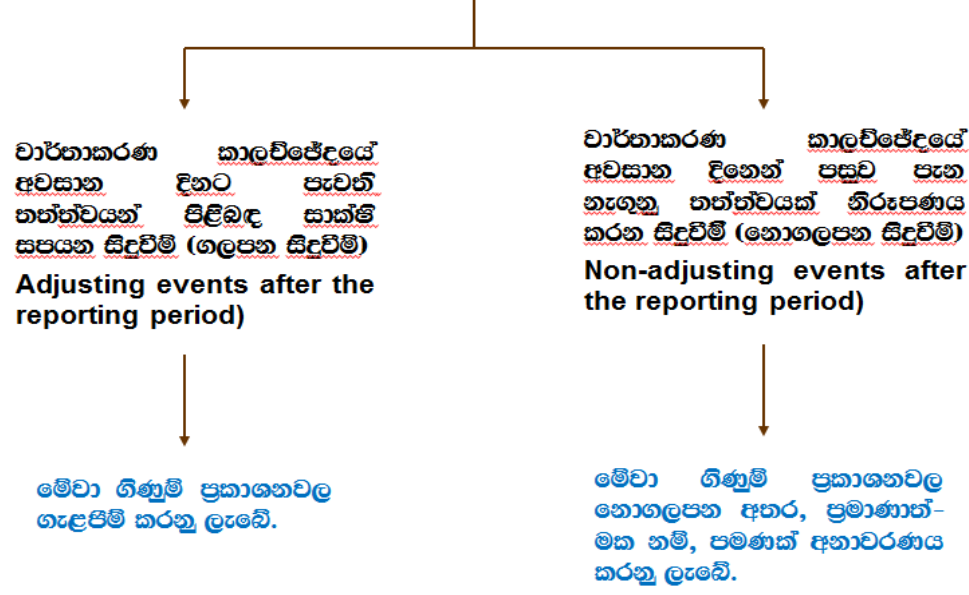 වාර්තාකරණ කාලච්ඡේදයේ
අවසාන දිනට පැවති
තත්ත්වයන් පිළිබඳ සාක්ෂි
සපයන සිදුවීම් (ගලපන සිදුවීම්)
Adjusting events after the
reporting period)
මේවා ගිණුම් ප්‍රකාශනවල
ගැළපීම් කරනු ලැබේ.
වාර්තාකරණ කාලච්ඡේදයේ
අවසාන දිනෙන් පසුව පැන
නැගුනු තත්ත්වයක් නිරූපණය
කරන සිදුවීම් (නොගලපන සිදුවීම්)
Non-adjusting events after
the reporting period)
මේවා ගිණුම් ප්‍රකාශනවල
නොගලපන අතර, ප්‍රමාණාත්-
මක නම්, පමණක් අනාවරණය
කරනු ලැබේ.